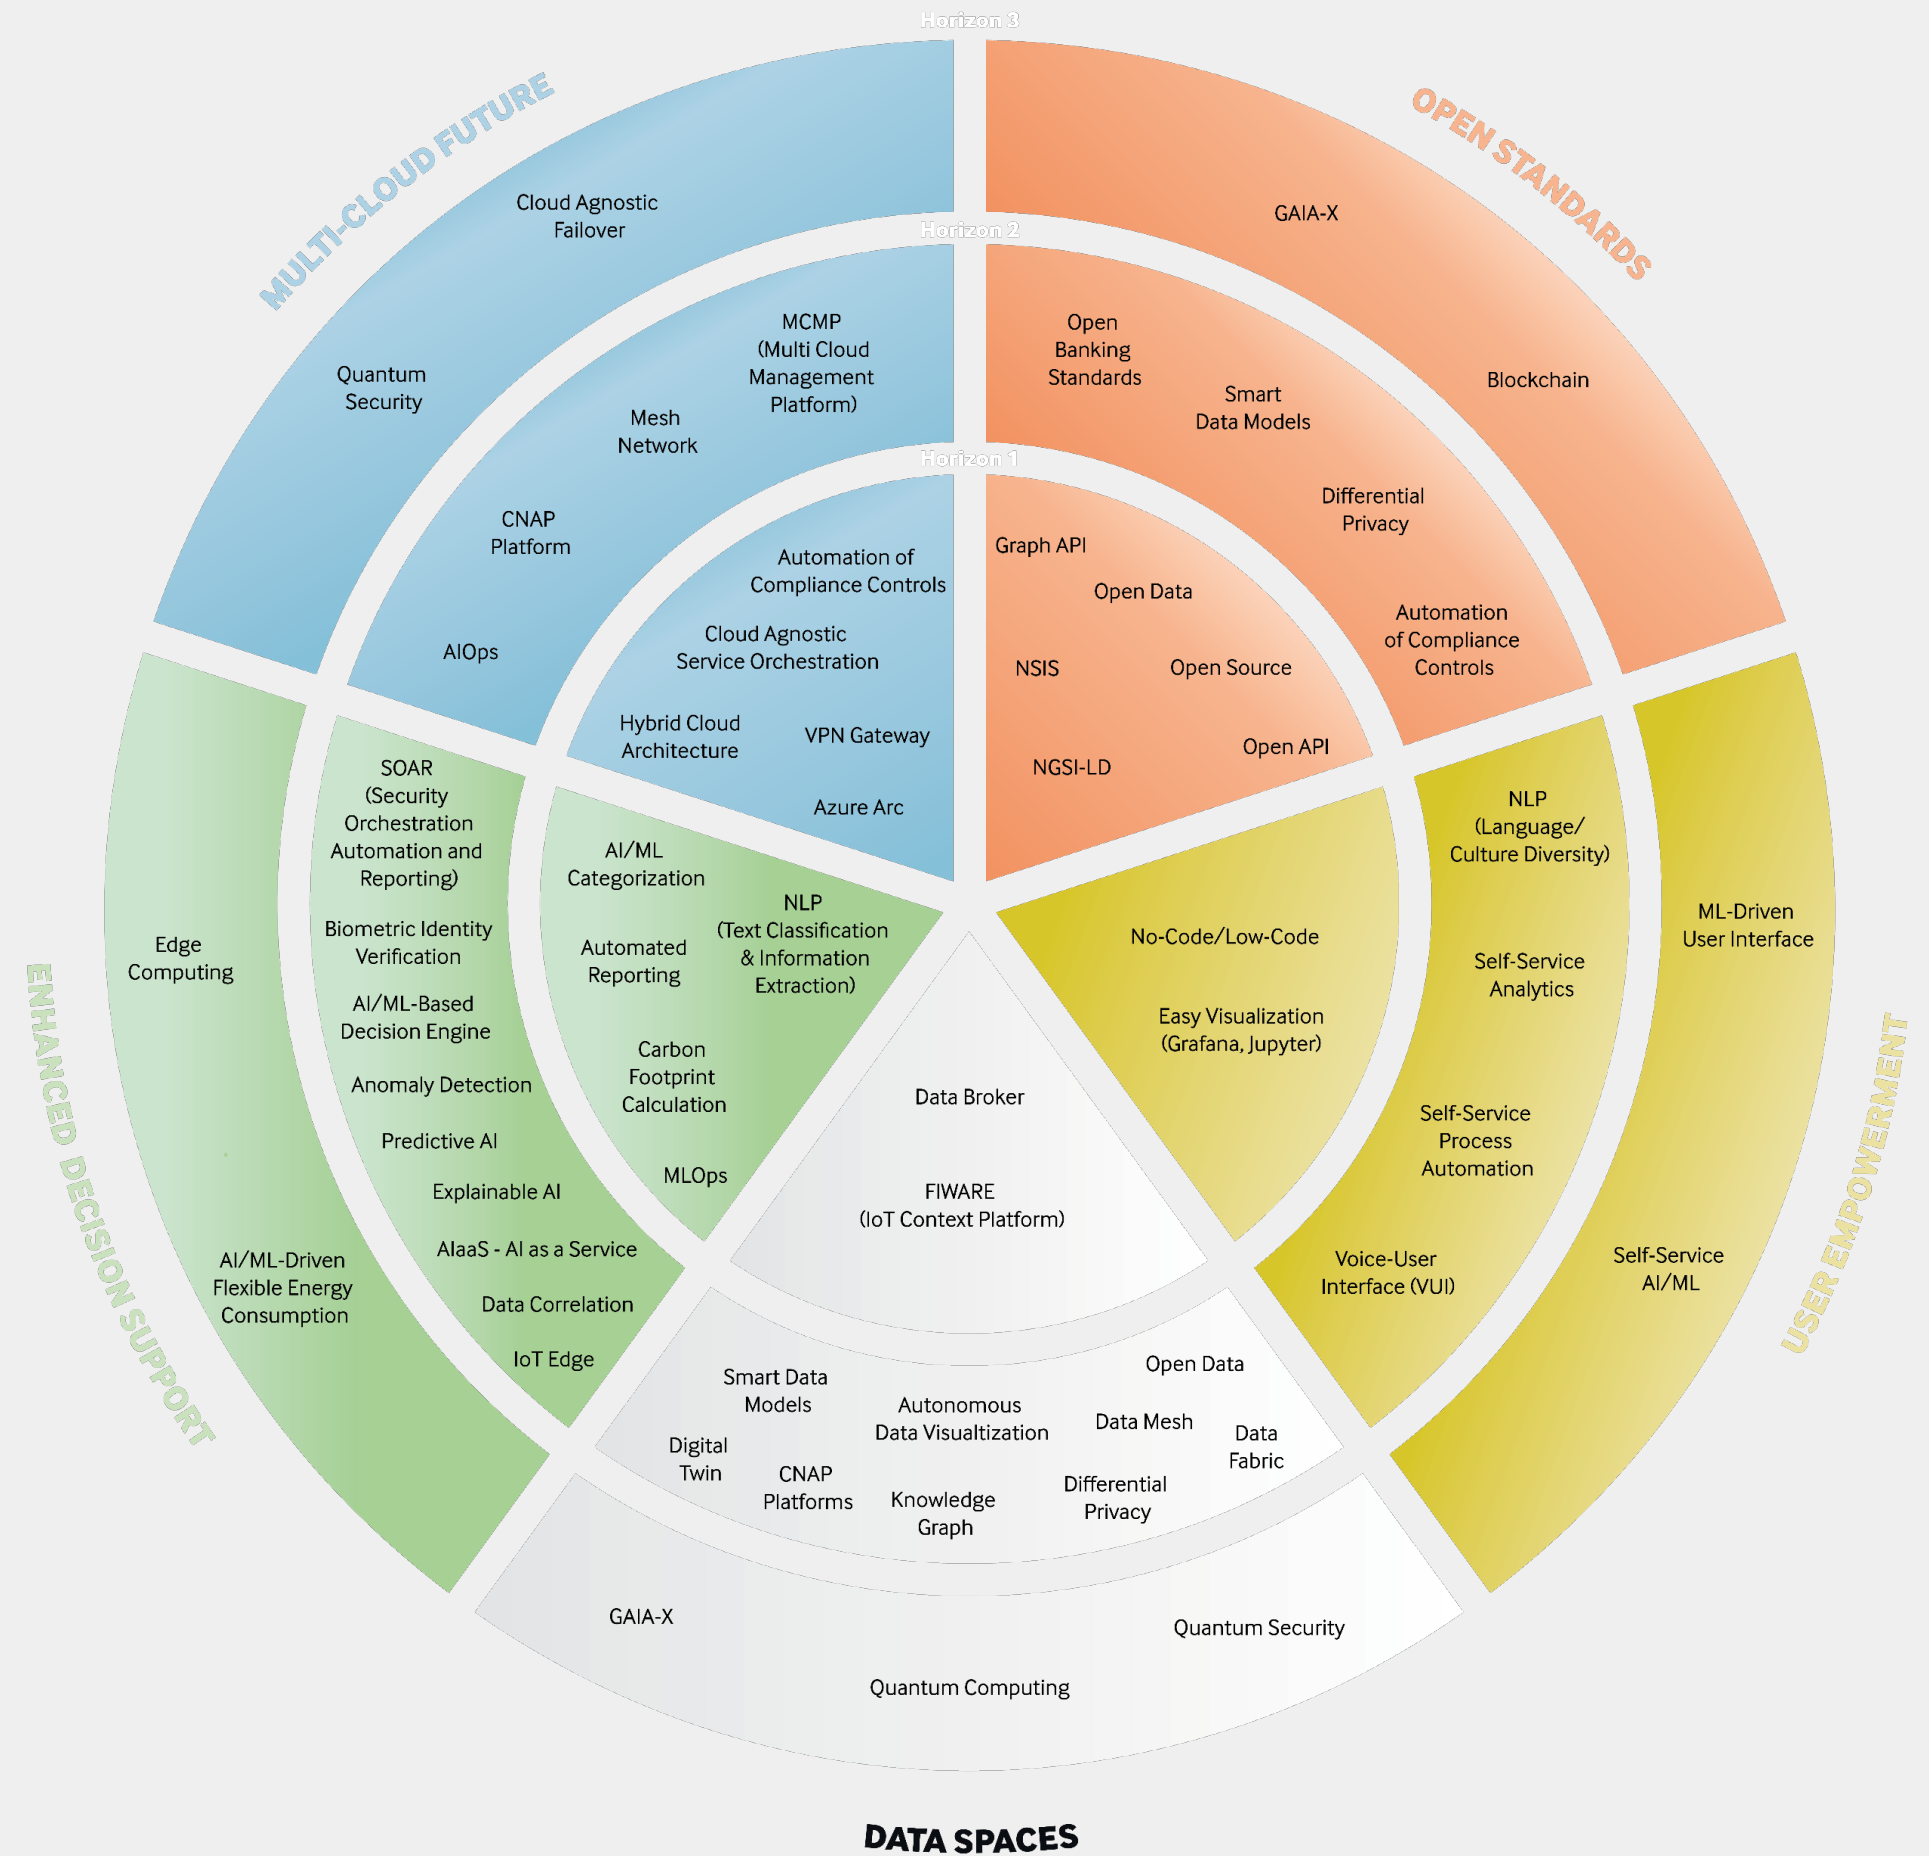 Horizon 3
MULTI-CLOUD FUTURE
OPEN STANDARDS
Cloud Agnostic
Failover
Quantum
Security
GAIA-X
Blockchain
Horizon 2
MCMP
(Multi Cloud
Management
Platform)
Mesh
Network
CNAP
Platform
AIOps
Open
Banking
Standards
Smart
Data Models
Differential
Privacy
Automation
of Compliance
Controls
Horizon 1
Automation of
Compliance Controls
Cloud Agnostic
Service Orchestration
Hybrid Cloud
Architecture
VPN Gateway
Azure Arc
Graph API
Open Data
NSIS
Open Source
Open API
NGSI-LD
ENHANCED DECISION SUPPORT
Edge
Computing
AI/ML-Driven
Flexible Energy
Consumption
SOAR
(Security
Orchestration
Automation and
Reporting)
Biometric Identity
Verification
AI/ML-Based
Decision Engine
Anomaly Detection
Predictive AI
Explainable AI
AIaaS - AI as a Service
Data Correlation
IoT Edge
AI/ML
Categorization
NLP
(Text Classification
& Information
Extraction)
Automated
Reporting
Carbon
Footprint
Calculation
MLOps
No-Code/Low-Code
Easy Visualization
(Grafana, Jupyter)
NLP
(Language/
Culture Diversity)
Self-Service
Analytics
Self-Service
Process
Automation
Voice-User
Interface (VUI)
ML-Driven
User Interface
Self-Service
AI/ML
USER EMPOWERMENT
Data Broker
FIWARE
(IoT Context Platform)
Smart Data
Models
Digital
Twin
CNAP
Platforms
Autonomous
Data Visualtization
Knowledge
Graph
Open Data
Data Mesh
Data
Fabric
Differential
Privacy
GAIA-X
Quantum Computing
Quantum Security
DATA SPACES